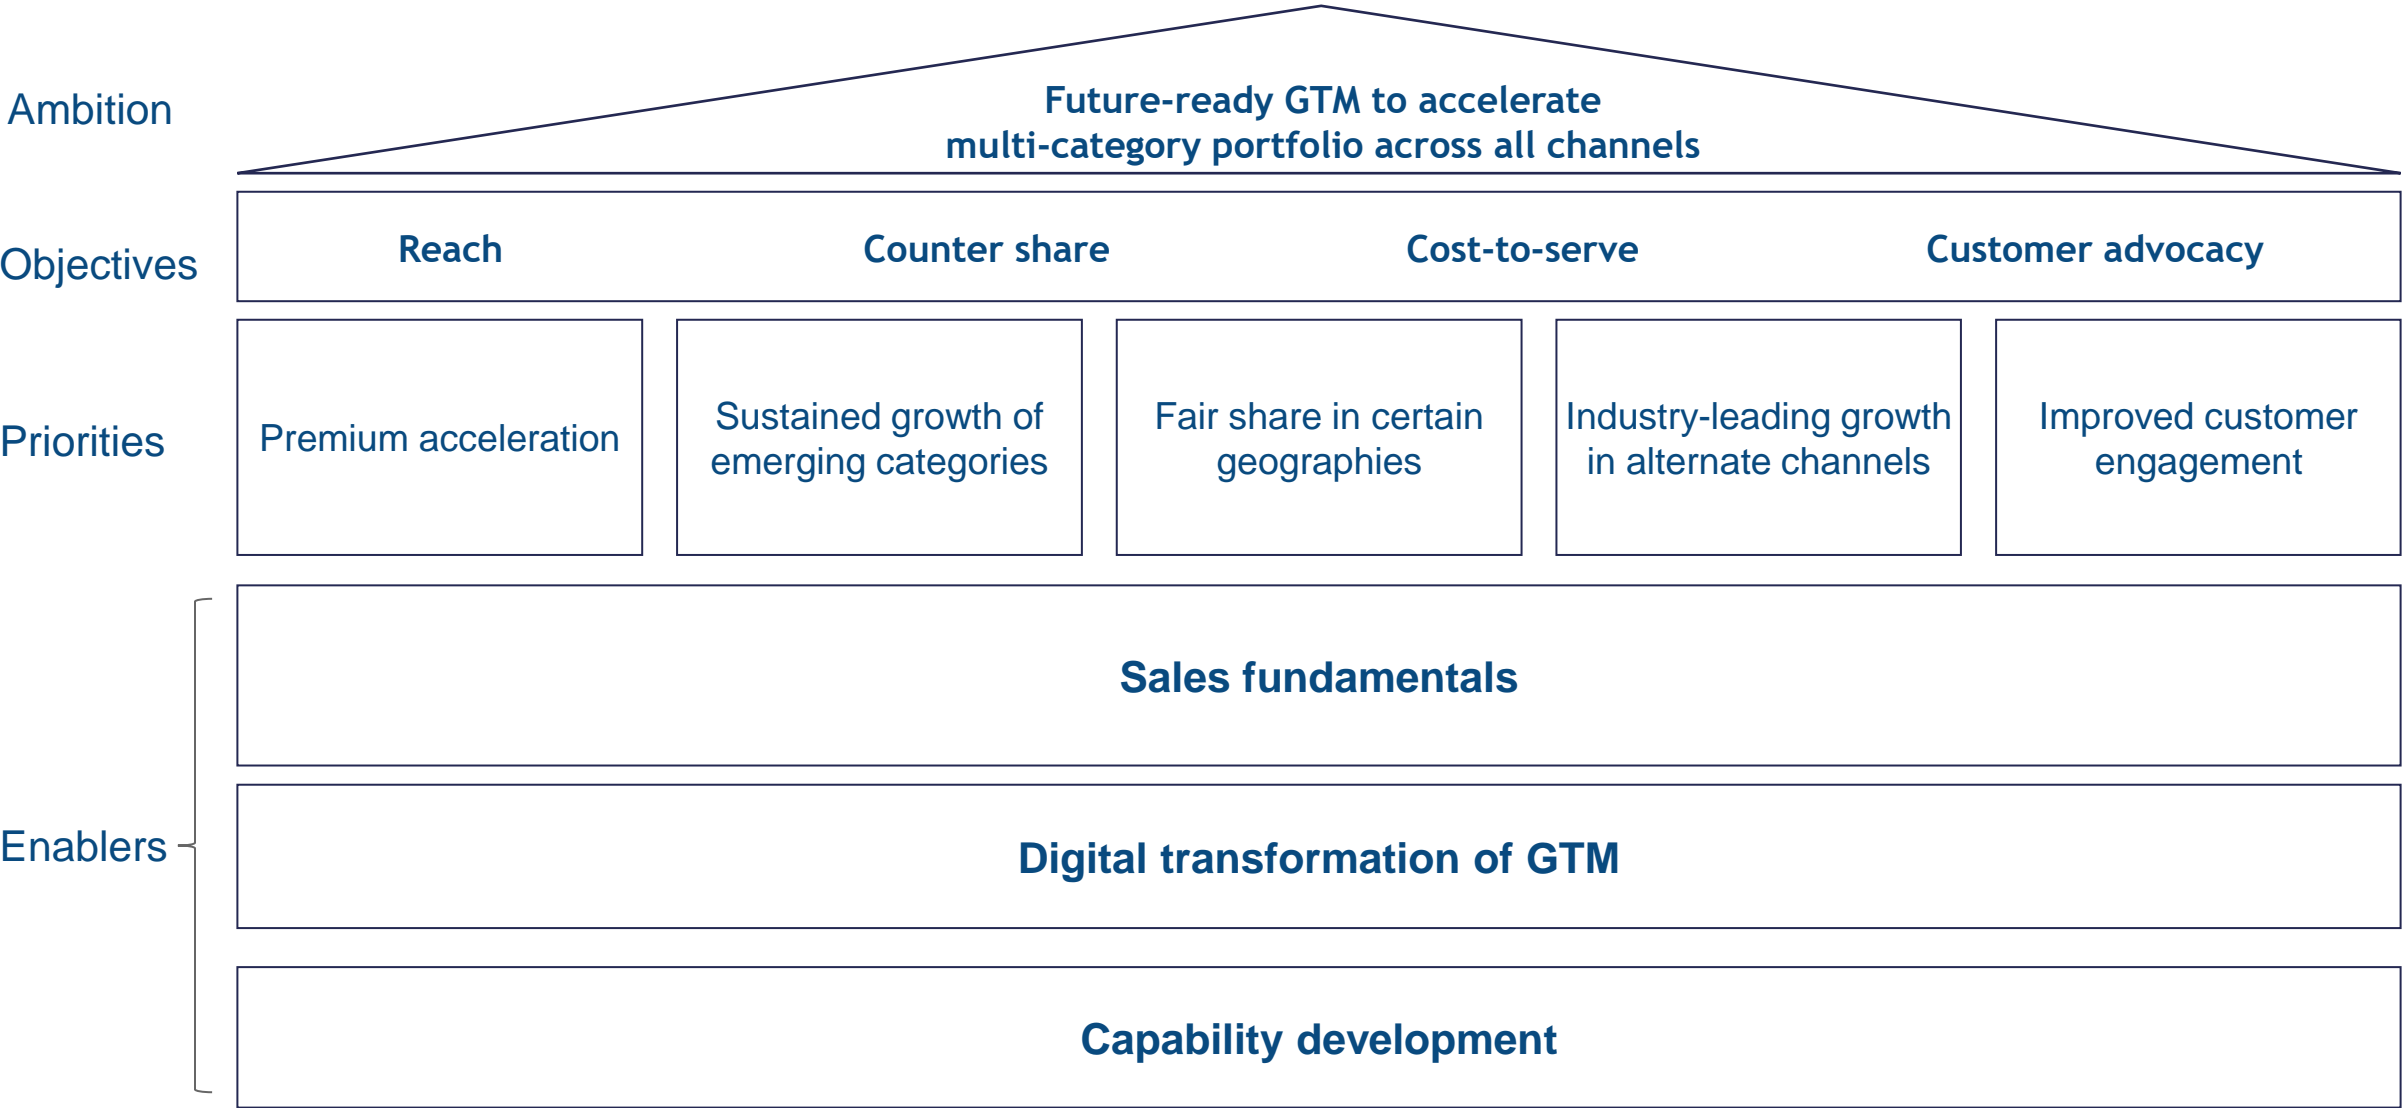 Ambition
Future-ready GTM to accelerate
multi-category portfolio across all channels
Objectives
Reach
Counter share
Cost-to-serve
Customer advocacy
Priorities
Premium acceleration
Sustained growth of
emerging categories
Fair share in certain
geographies
Industry-leading growth
in alternate channels
Improved customer
engagement
Enablers
Sales fundamentals
Digital transformation of GTM
Capability development